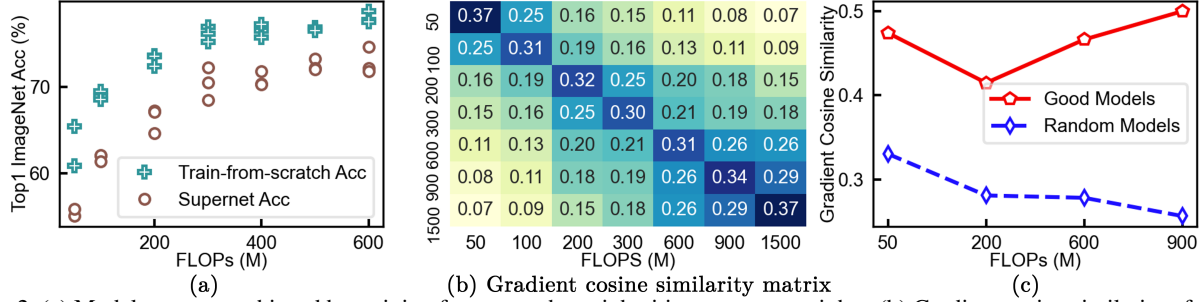 Top1 ImageNet Acc (%)
70
60
Train-from-scratch Acc
Supernet Acc
200 400 600
FLOPs (M)
(a)
50 0.37 0.25 0.16 0.15 0.11 0.08 0.07
100 0.25 0.31 0.19 0.16 0.13 0.11 0.09
200 0.16 0.19 0.32 0.25 0.20 0.18 0.15
300 0.15 0.16 0.25 0.30 0.21 0.19 0.18
600 0.11 0.13 0.20 0.21 0.31 0.26 0.26
900 0.08 0.11 0.18 0.19 0.26 0.34 0.29
1500 0.07 0.09 0.15 0.18 0.26 0.29 0.37
50 100 200 300 600 900 1500
FLOPS (M)
(b) Gradient cosine similarity matrix
Gradient Cosine Similarity
0.5
0.4
0.3
Good Models
Random Models
50 200 600 900
FLOPs (M)
(c)